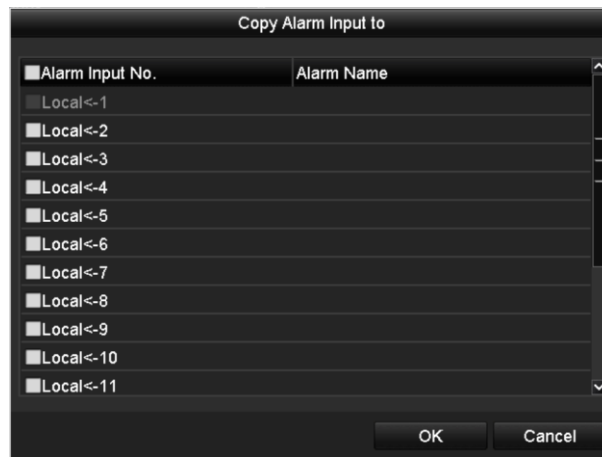 Copy Alarm Input to
Alarm Input No. Alarm Name
Local<-1
Local<-2
Local<-3
Local<-4
Local<-5
Local<-6
Local<-7
Local<-8
Local<-9
Local<-10
Local<-11
OK Cancel